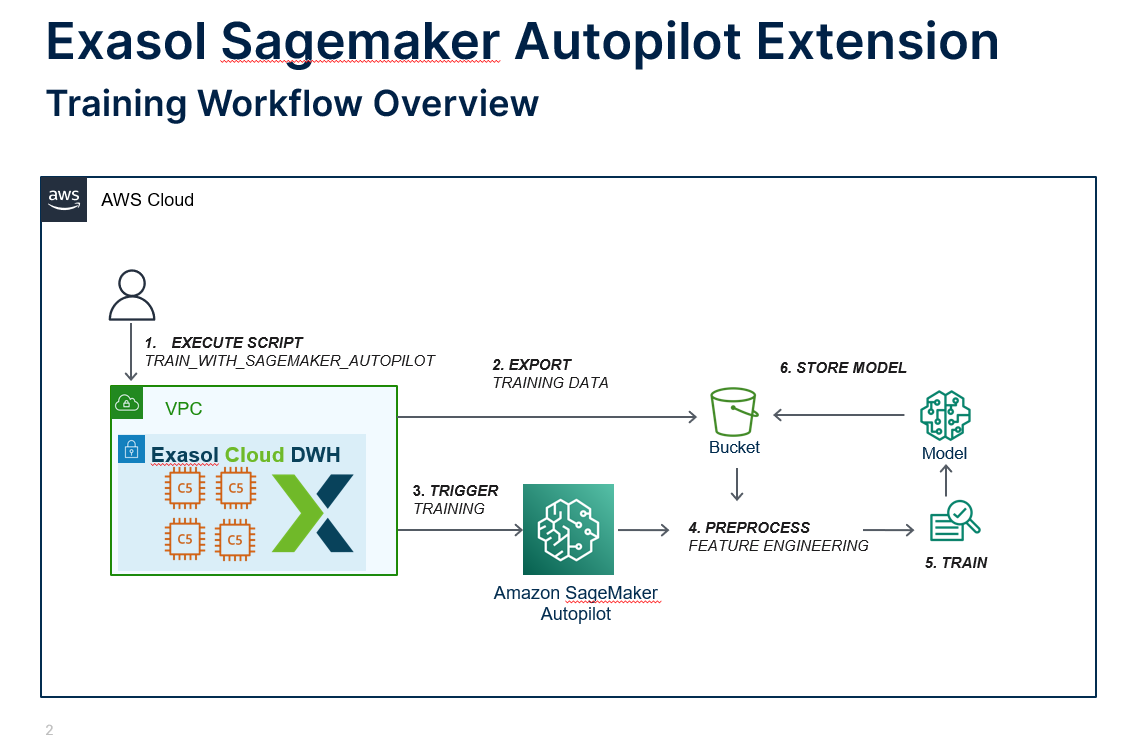 Exasol Sagemaker Autopilot Extension
Training Workflow Overview
aws
AWS Cloud
1. EXECUTE SCRIPT
TRAIN_WITH_SAGEMAKER_AUTOPILOT
2. EXPORT
TRAINING DATA
6. STORE MODEL
VPC
Bucket
Model
Exasol Cloud DWH
C5
C5
C5
C5
3. TRIGGER
TRAINING
4. PREPROCESS
FEATURE ENGINEERING
5. TRAIN
Amazon SageMaker
Autopilot
2